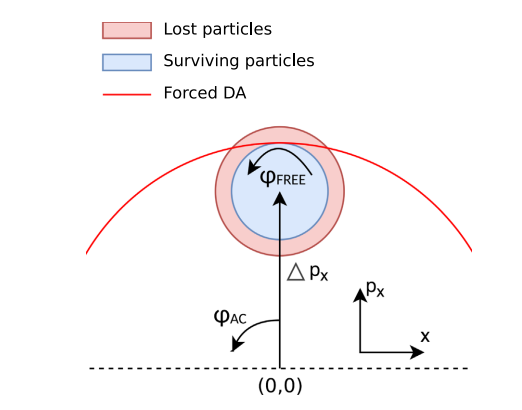 Lost particles
Surviving particles
Forced DA
φFREE
△ px
φAC
px
x
(0,0)